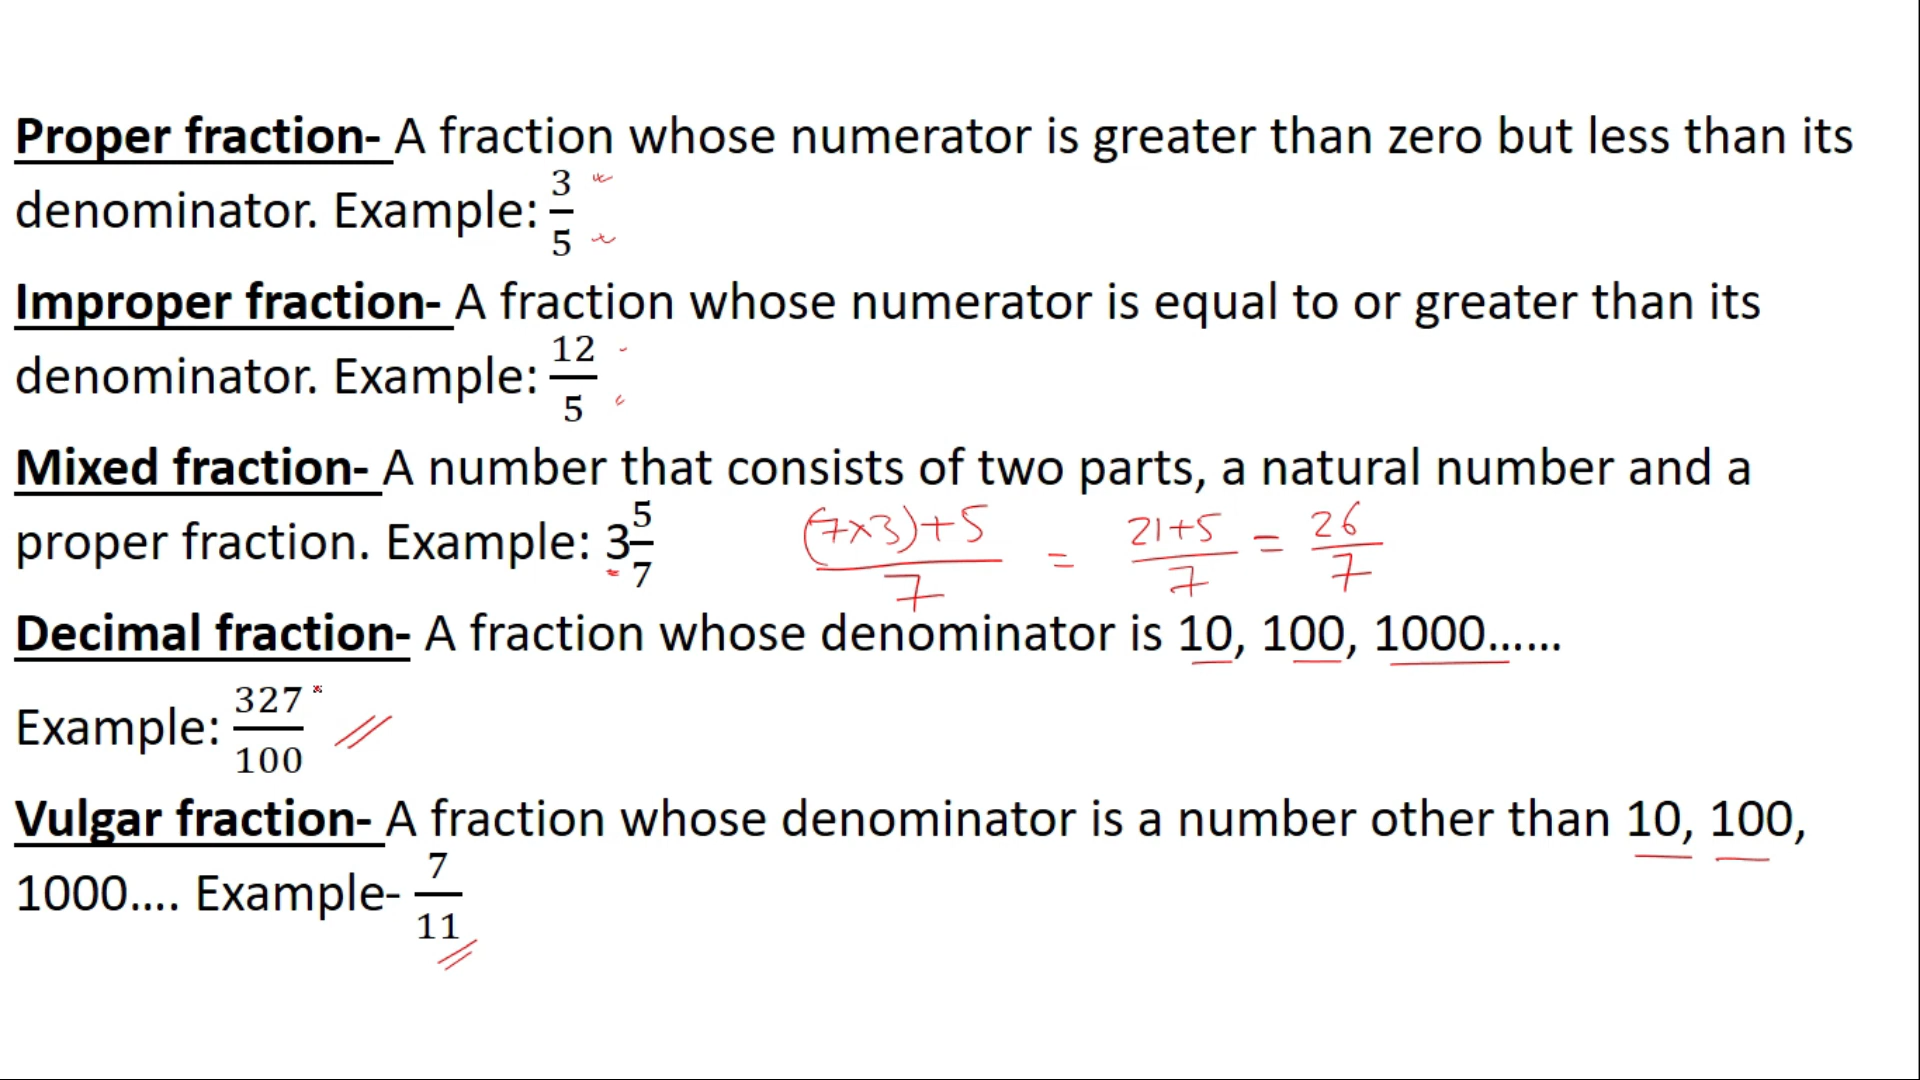 Proper fraction- A fraction whose numerator is greater than zero but less than its
denominator. Example: 3/5
Improper fraction- A fraction whose numerator is equal to or greater than its
denominator. Example: 12/5
Mixed fraction- A number that consists of two parts, a natural number and a
proper fraction. Example: 3 5/7 ((7×3)+5)/7 = (21+5)/7 = 26/7
Decimal fraction- A fraction whose denominator is 10, 100, 1000......
Example: 327/100
Vulgar fraction- A fraction whose denominator is a number other than 10, 100,
1000.... Example- 7/11